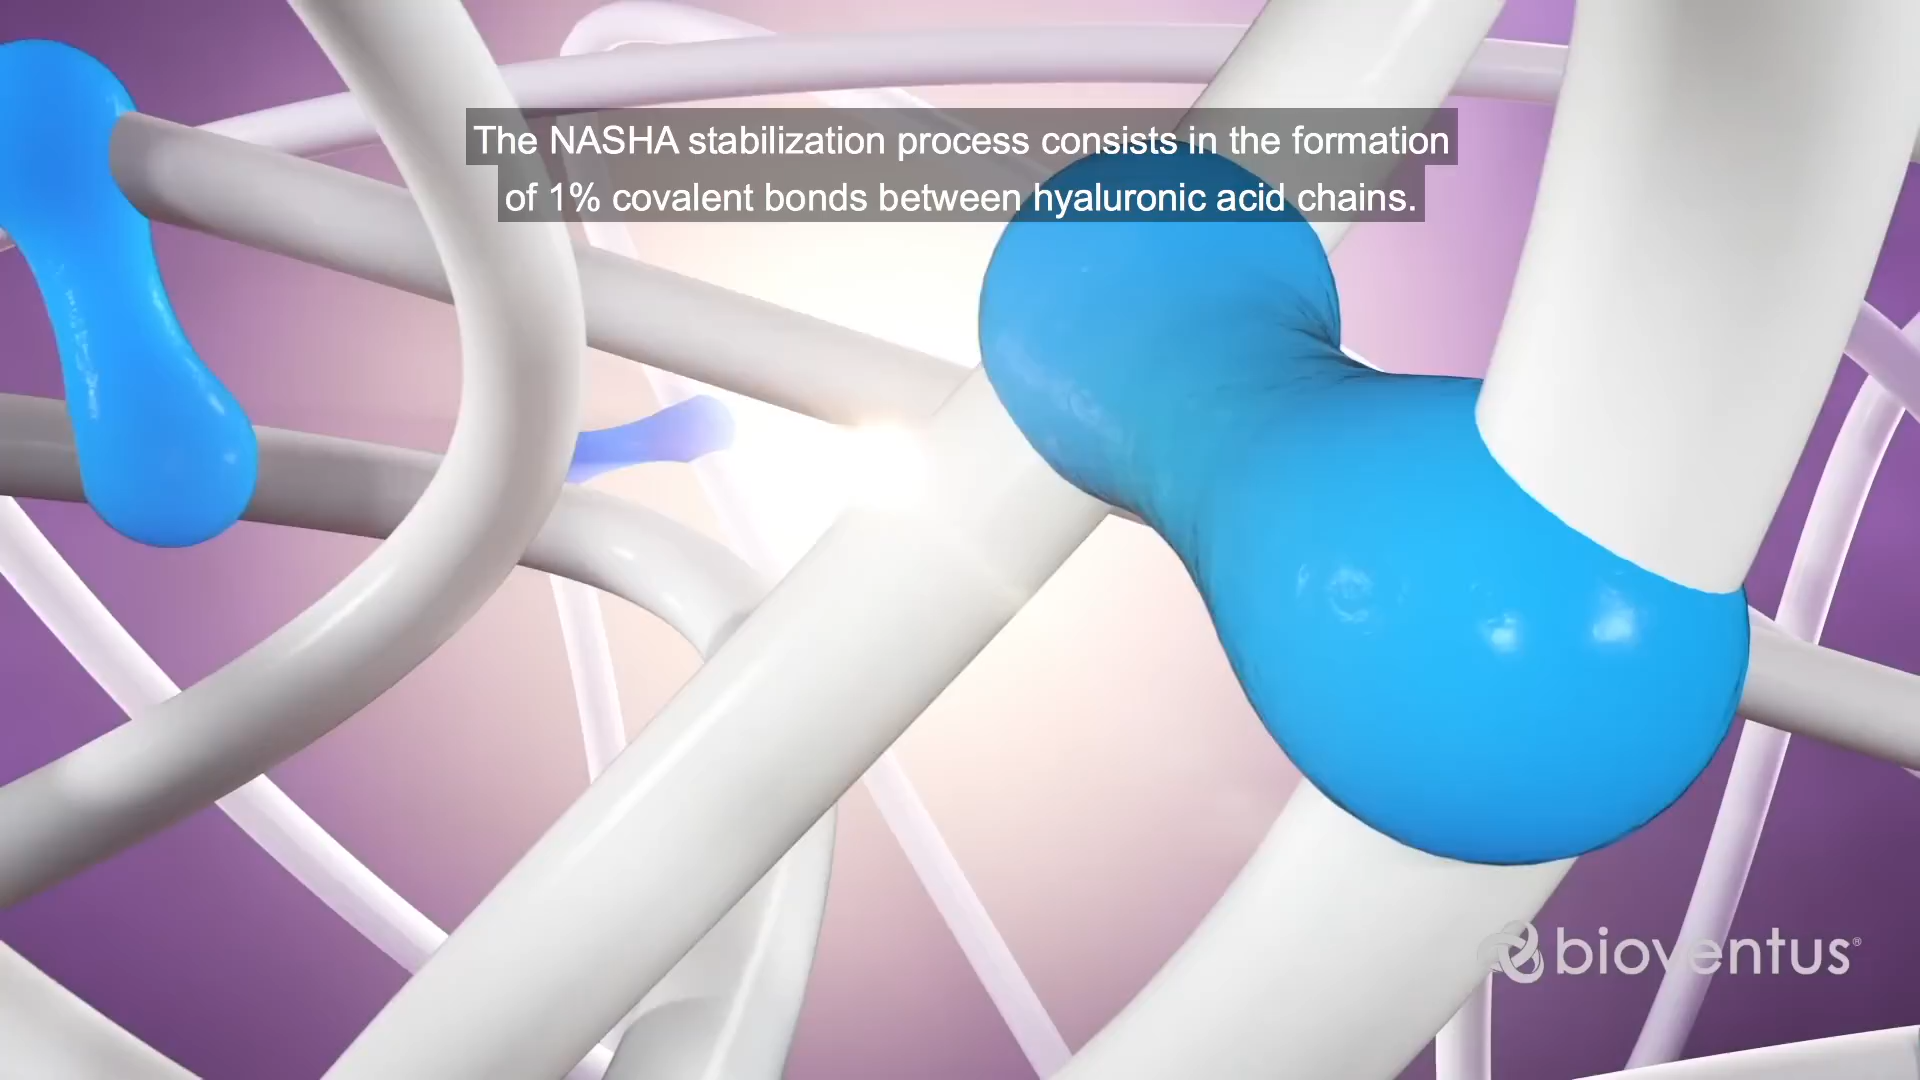 The NASHA stabilization process consists in the formation
of 1% covalent bonds between hyaluronic acid chains.
bioventus®